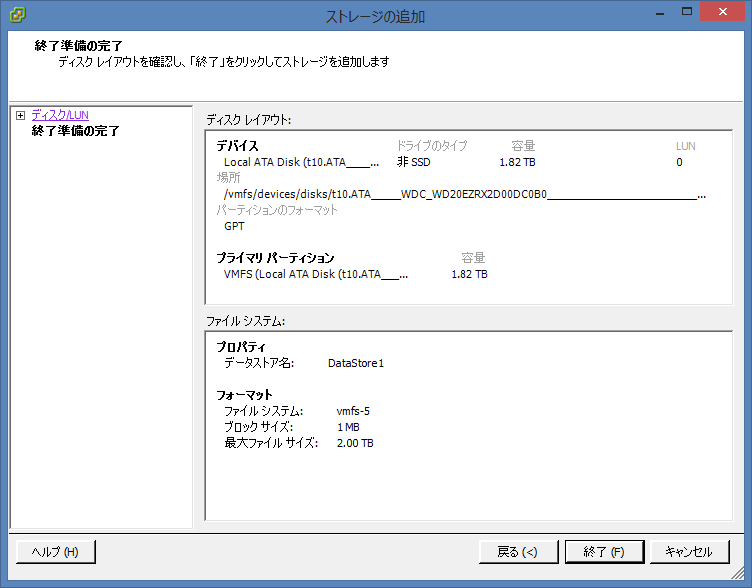 ストレージの追加
終了準備の完了
ディスク レイアウトを確認し、「終了」をクリックしてストレージを追加します
ディスク/LUN
終了準備の完了
ディスク レイアウト:
デバイス ドライブのタイプ 容量 LUN
Local ATA Disk (t10.ATA_____... 非 SSD 1.82 TB 0
場所
/vmfs/devices/disks/t10.ATA_____WDC_WD20EZRX2D00DC0B0_________________________...
パーティションのフォーマット
GPT
プライマリ パーティション 容量
VMFS (Local ATA Disk (t10.ATA___... 1.82 TB
ファイル システム:
プロパティ
データストア名: DataStore1
フォーマット
ファイル システム: vmfs-5
ブロック サイズ: 1 MB
最大ファイル サイズ: 2.00 TB
ヘルプ (H) 戻る (<) 終了 (F) キャンセル